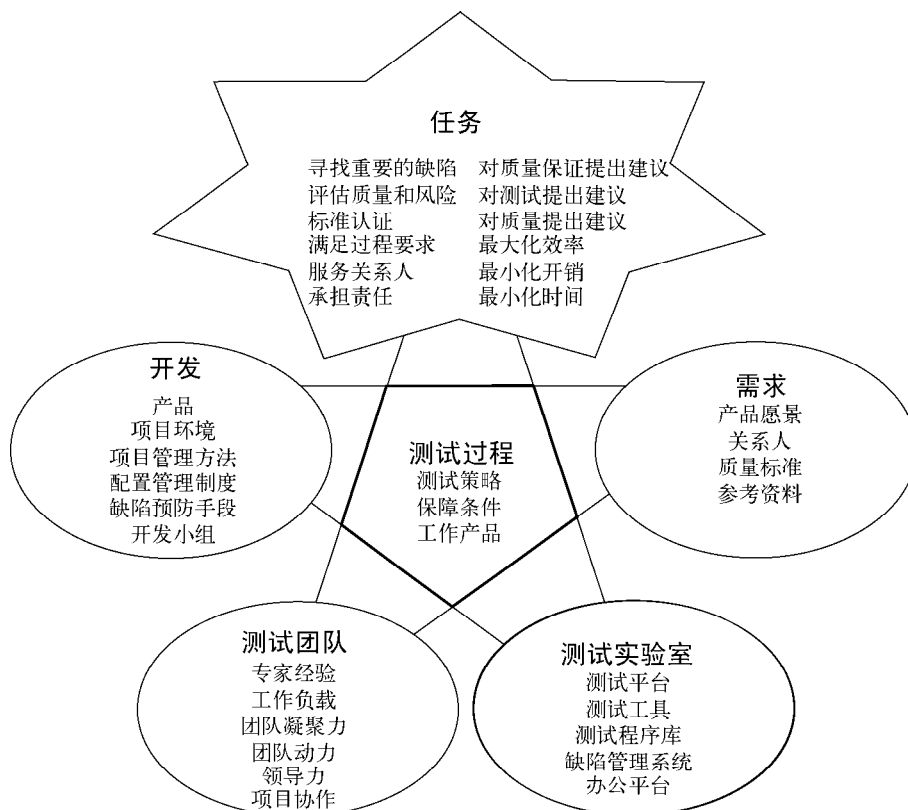 任务
寻找重要的缺陷 对质量保证提出建议
评估质量和风险 对测试提出建议
标准认证 对质量提出建议
满足过程要求 最大化效率
服务关系人 最小化开销
承担责任 最小化时间
开发
产品
项目环境
项目管理方法
配置管理制度
缺陷预防手段
开发小组
测试过程
测试策略
保障条件
工作产品
需求
产品愿景
关系人
质量标准
参考资料
测试团队
专家经验
工作负载
团队凝聚力
团队动力
领导力
项目协作
测试实验室
测试平台
测试工具
测试程序库
缺陷管理系统
办公平台